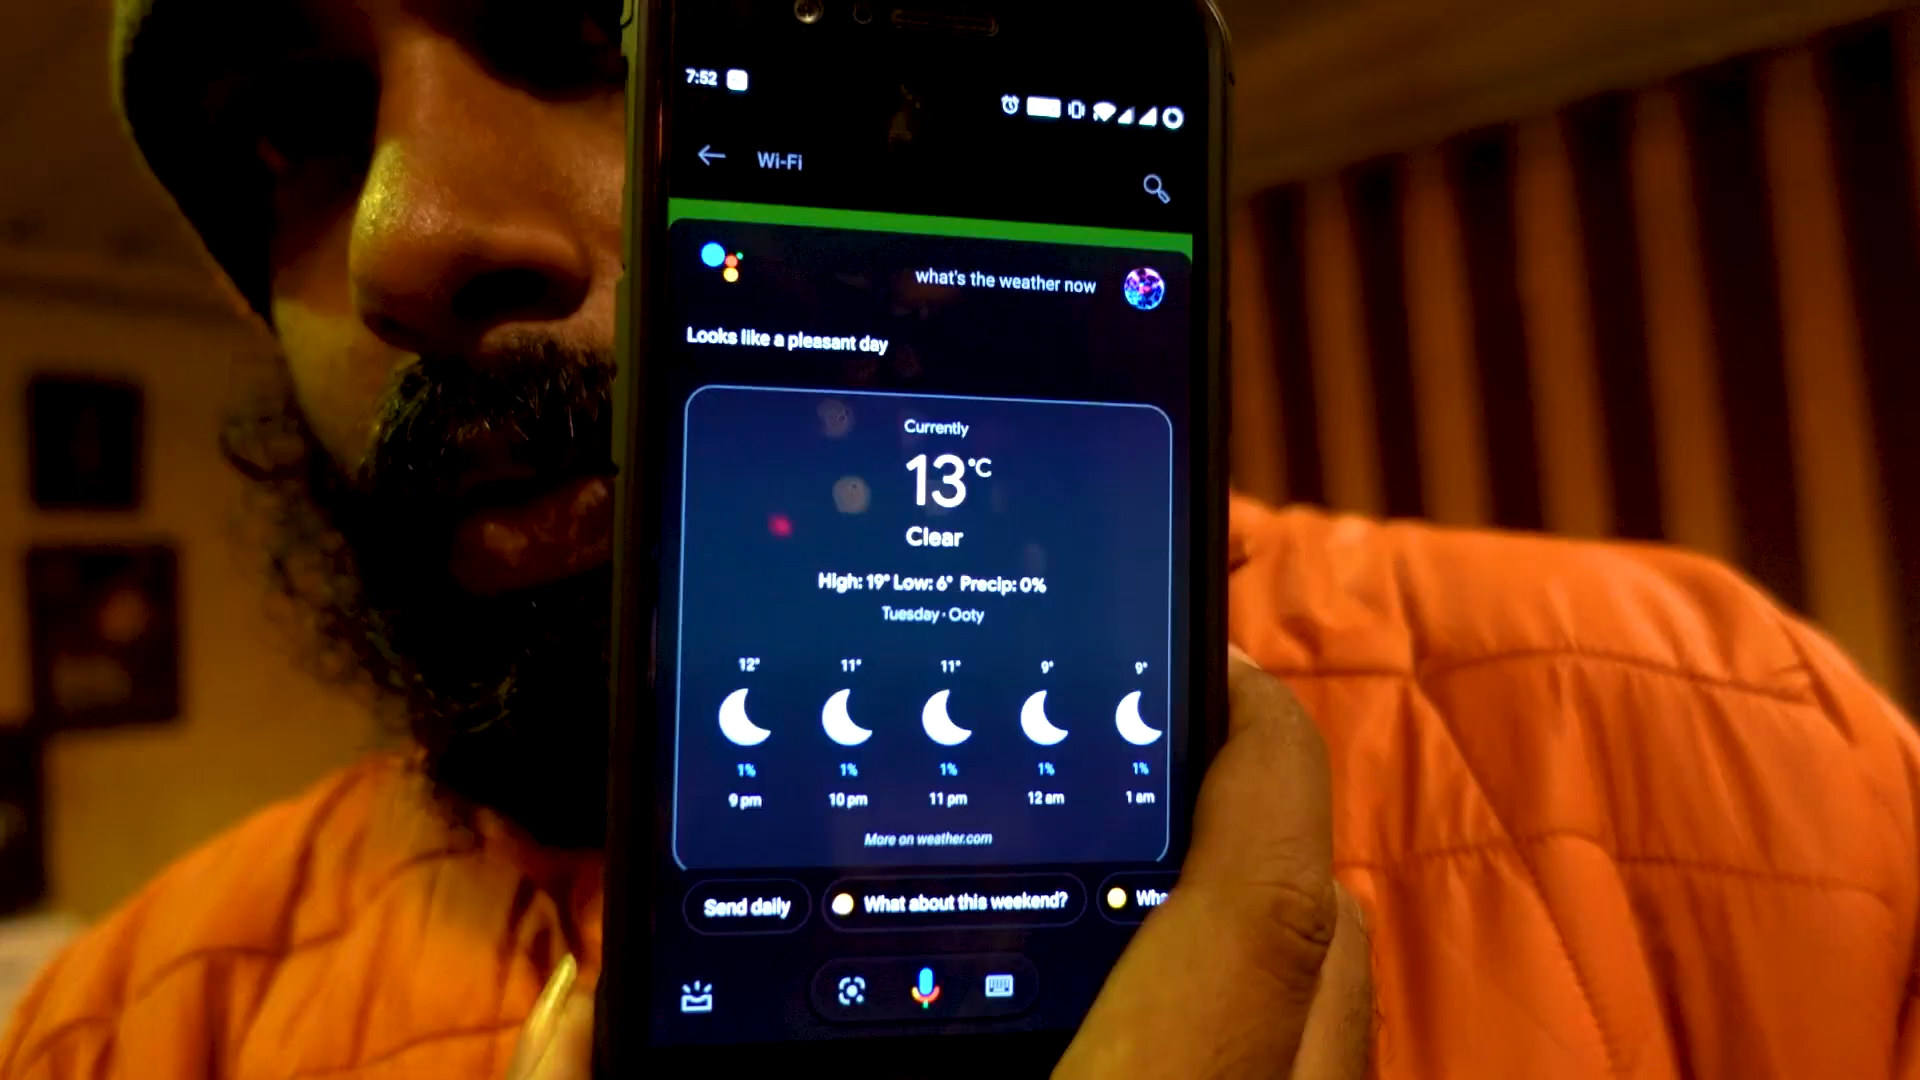 7:52
Wi-Fi
what's the weather now
Looks like a pleasant day
Currently
13°C
Clear
High: 19° Low: 6° Precip: 0%
Tuesday · Ooty
12° 11° 11° 9° 9°
1% 1% 1% 1% 1%
9 pm 10 pm 11 pm 12 am 1 am
More on weather.com
Send daily What about this weekend?